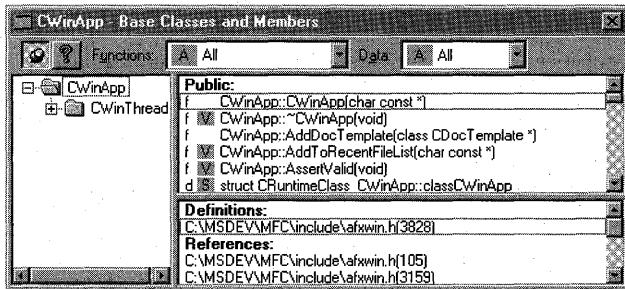 CWinApp - Base Classes and Members
Functions: A All Data: A All
CWinApp
CWinThread
Public:
f CWinApp::CWinApp(char const *)
f V CWinApp::~CWinApp(void)
f CWinApp::AddDocTemplate(class CDocTemplate *)
f V CWinApp::AddToRecentFileList(char const *)
f V CWinApp::AssertValid(void)
d S struct CRuntimeClass CWinApp::classCWinApp
Definitions:
C:\MSDEV\MFC\include\afxwin.h(3828)
References:
C:\MSDEV\MFC\include\afxwin.h(105)
C:\MSDEV\MFC\include\afxwin.h(3159)